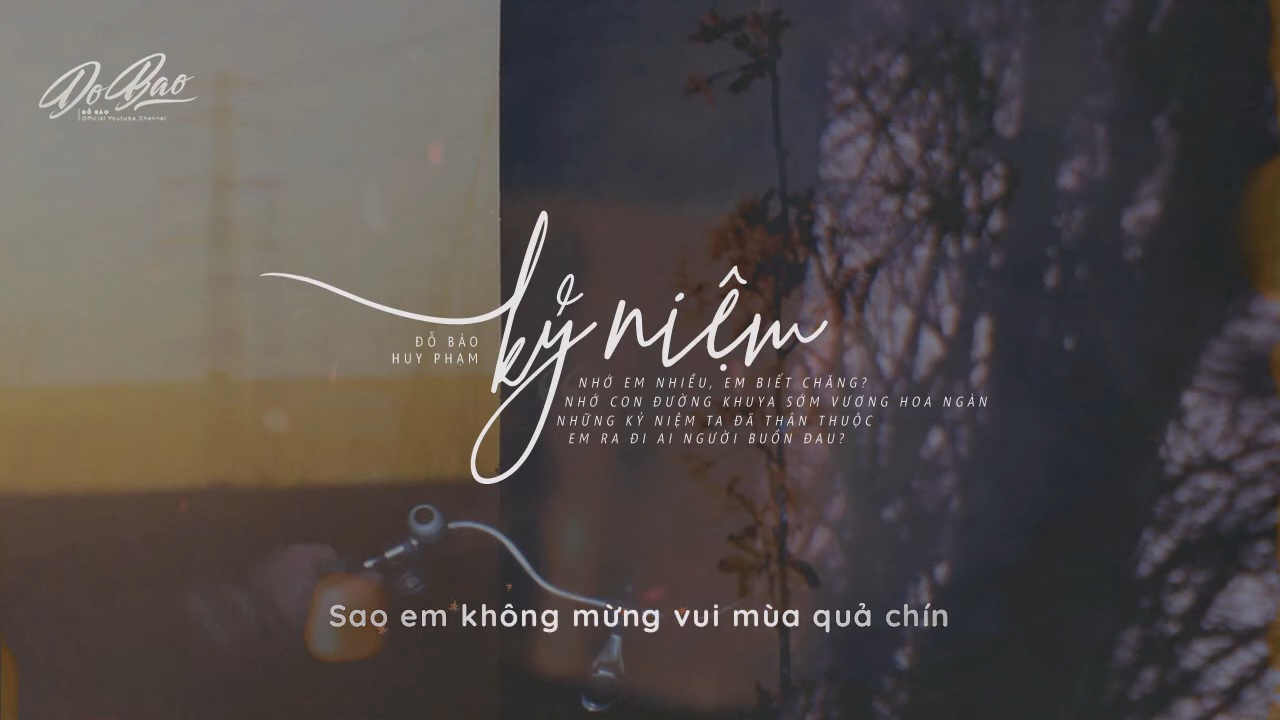 Đỗ Bảo
ĐỖ BẢO
Official Youtube Channel
kỷ niệm
ĐỖ BẢO
HUY PHẠM
NHỚ EM NHIỀU, EM BIẾT CHĂNG?
NHỚ CON ĐƯỜNG KHUYA SỚM VƯƠNG HOA NGÀN
NHỮNG KỶ NIỆM TA ĐÃ THÂN THUỘC
EM RA ĐI AI NGƯỜI BUỒN ĐAU?
Sao em không mừng vui mùa quả chín